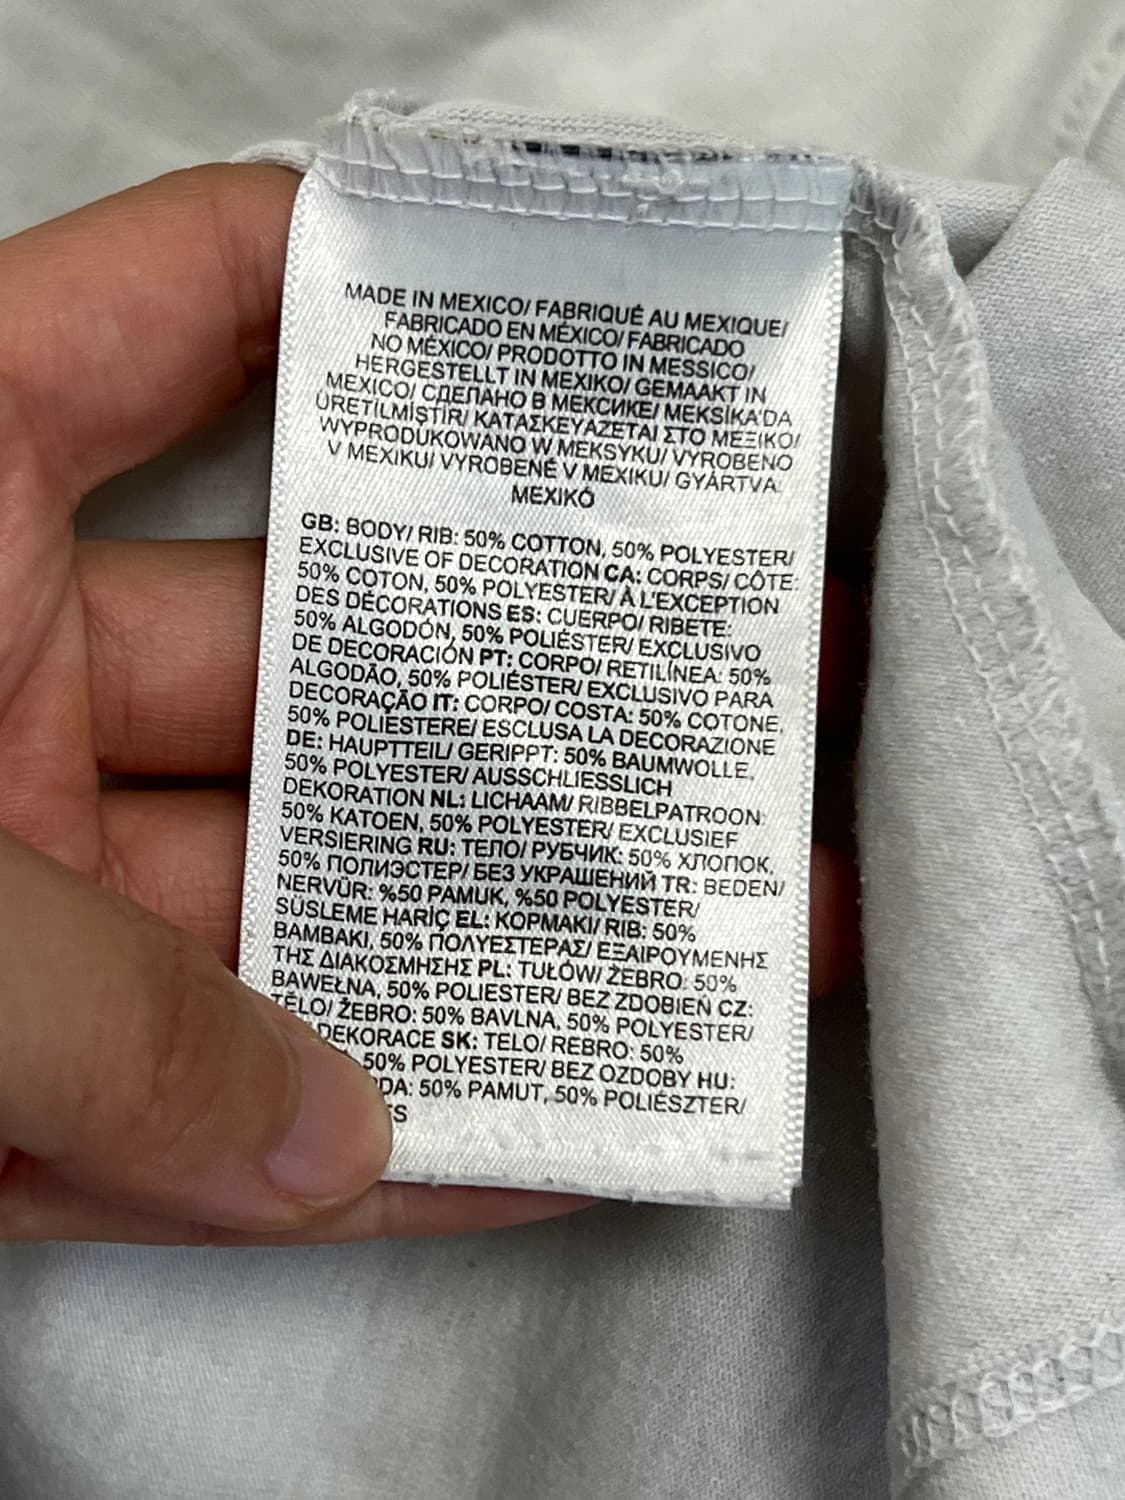 MADE IN MEXICO/ FABRIQUÉ AU MEXIQUE/
FABRICADO EN MÉXICO/ FABRICADO
NO MÉXICO/ PRODOTTO IN MESSICO/
HERGESTELLT IN MEXIKO/ GEMAAKT IN
MEXICO/ СДЕЛАНО В МЕКСИКЕ/ MEKSİKA'DA
ÜRETİLMİŞTİR/ ΚΑΤΑΣΚΕΥΑΖΕΤΑΙ ΣΤΟ ΜΕΞΙΚΟ/
WYPRODUKOWANO W MEKSYKU/ VYROBENO
V MEXIKU/ VYROBENÉ V MEXIKU/ GYÁRTVA:
MEXIKÓ
GB: BODY/ RIB: 50% COTTON, 50% POLYESTER/
EXCLUSIVE OF DECORATION CA: CORPS/ CÔTE:
50% COTON, 50% POLYESTER/ À L'EXCEPTION
DES DÉCORATIONS ES: CUERPO/ RIBETE:
50% ALGODÓN, 50% POLIÉSTER/ EXCLUSIVO
DE DECORACIÓN PT: CORPO/ RETILÍNEA: 50%
ALGODÃO, 50% POLIÉSTER/ EXCLUSIVO PARA
DECORAÇÃO IT: CORPO/ COSTA: 50% COTONE,
50% POLIESTERE/ ESCLUSA LA DECORAZIONE
DE: HAUPTTEIL/ GERIPPT: 50% BAUMWOLLE,
50% POLYESTER/ AUSSCHLIESSLICH
DEKORATION NL: LICHAAM/ RIBBELPATROON:
50% KATOEN, 50% POLYESTER/ EXCLUSIEF
VERSIERING RU: ТЕЛО/ РУБЧИК: 50% ХЛОПОК,
50% ПОЛИЭСТЕР/ БЕЗ УКРАШЕНИЙ TR: BEDEN/
NERVÜR: %50 PAMUK, %50 POLYESTER/
SÜSLEME HARİÇ EL: ΚΟΡΜΑΚΙ/ RIB: 50%
ΒΑΜΒΑΚΙ, 50% ΠΟΛΥΕΣΤΕΡΑΣ/ ΕΞΑΙΡΟΥΜΕΝΗΣ
ΤΗΣ ΔΙΑΚΟΣΜΗΣΗΣ PL: TUŁÓW/ ŻEBRO: 50%
BAWEŁNA, 50% POLIESTER/ BEZ ZDOBIEŃ CZ:
TĚLO/ ŽEBRO: 50% BAVLNA, 50% POLYESTER/
DEKORACE SK: TELO/ REBRO: 50%
50% POLYESTER/ BEZ OZDOBY HU:
DA: 50% PAMUT, 50% POLIÉSZTER/